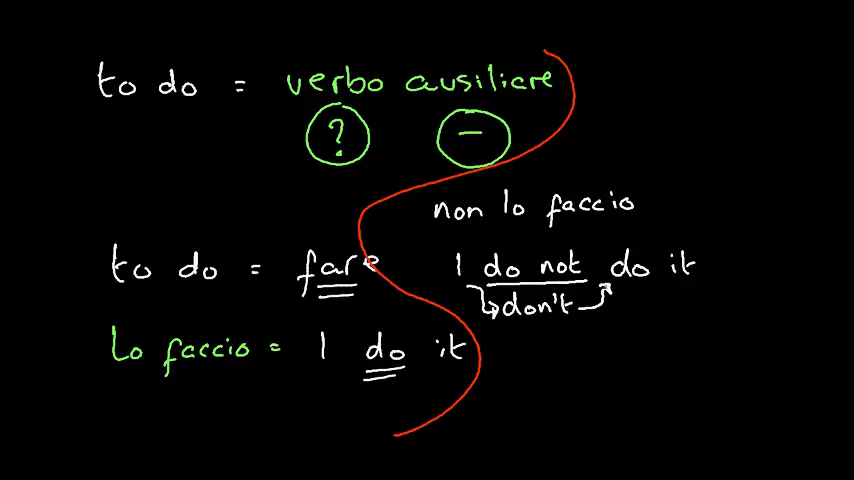 to do = verbo ausiliare
? −
non lo faccio
to do = fare
I do not do it
don't
lo faccio = I do it